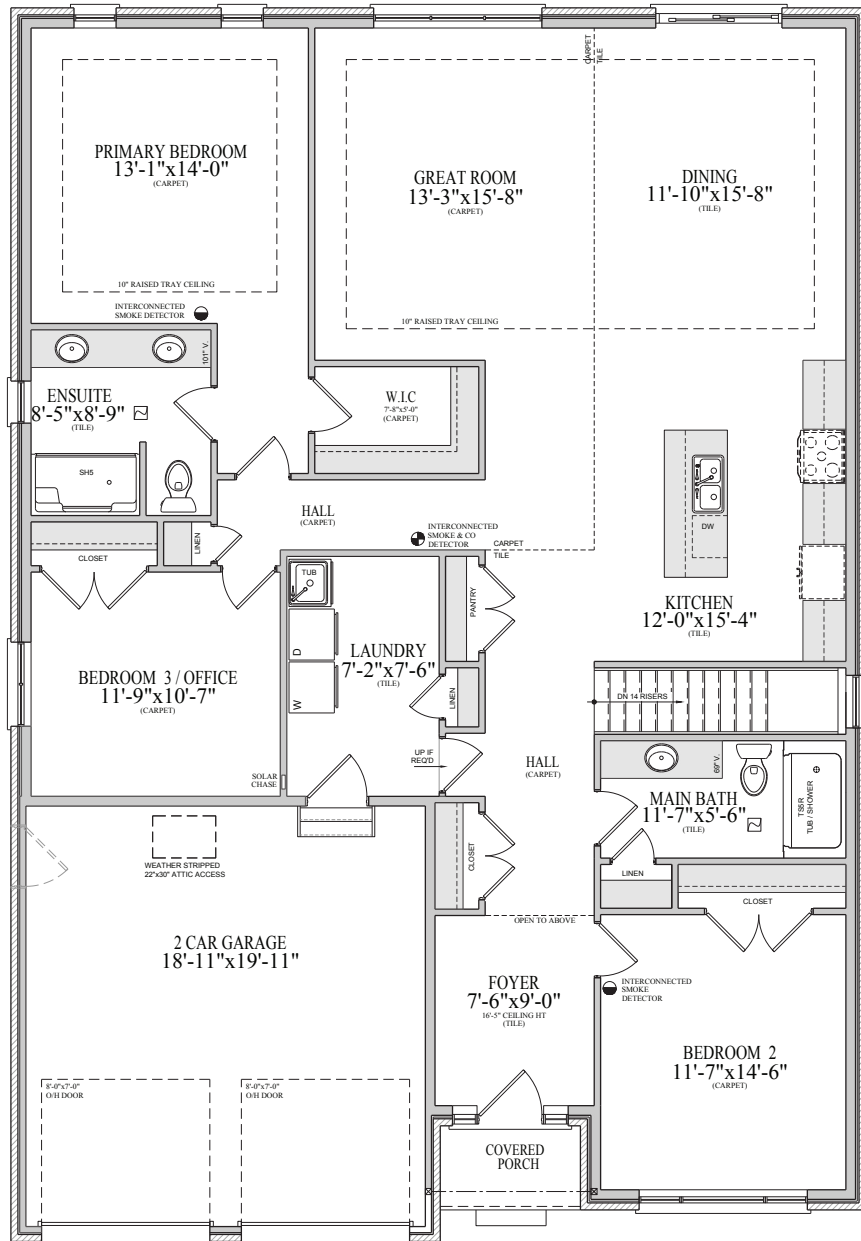 CARPET
TILE
PRIMARY BEDROOM
13'-1"x14'-0"
(CARPET)
GREAT ROOM
13'-3"x15'-8"
(CARPET)
DINING
11'-10"x15'-8"
(TILE)
10" RAISED TRAY CEILING
INTERCONNECTED
SMOKE DETECTOR
10" RAISED TRAY CEILING
101" V.
ENSUITE
8'-5"x8'-9"
(TILE)
W.I.C
7'-8"x5'-0"
(CARPET)
SH5
DW
HALL
(CARPET)
INTERCONNECTED
SMOKE & CO
DETECTOR
CARPET
TILE
LINEN
CLOSET
TUB
PANTRY
KITCHEN
12'-0"x15'-4"
(TILE)
D
LAUNDRY
7'-2"x7'-6"
(TILE)
BEDROOM 3 / OFFICE
11'-9"x10'-7"
(CARPET)
W
LINEN
DN 14 RISERS
UP IF
REQ'D
HALL
(CARPET)
SOLAR
CHASE
69" V.
MAIN BATH
11'-7"x5'-6"
(TILE)
TS5R
TUB / SHOWER
WEATHER STRIPPED
22"x30" ATTIC ACCESS
CLOSET
LINEN
CLOSET
OPEN TO ABOVE
2 CAR GARAGE
18'-11"x19'-11"
FOYER
7'-6"x9'-0"
16'-5" CEILING HT
(TILE)
INTERCONNECTED
SMOKE
DETECTOR
BEDROOM 2
11'-7"x14'-6"
(CARPET)
8'-0"x7'-0"
O/H DOOR
8'-0"x7'-0"
O/H DOOR
COVERED
PORCH